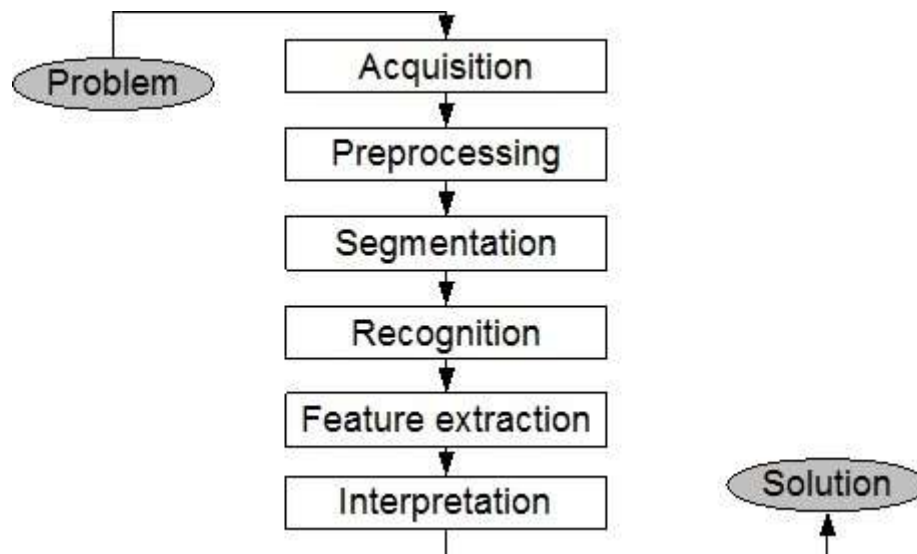 Problem
Acquisition
Preprocessing
Segmentation
Recognition
Feature extraction
Interpretation
Solution